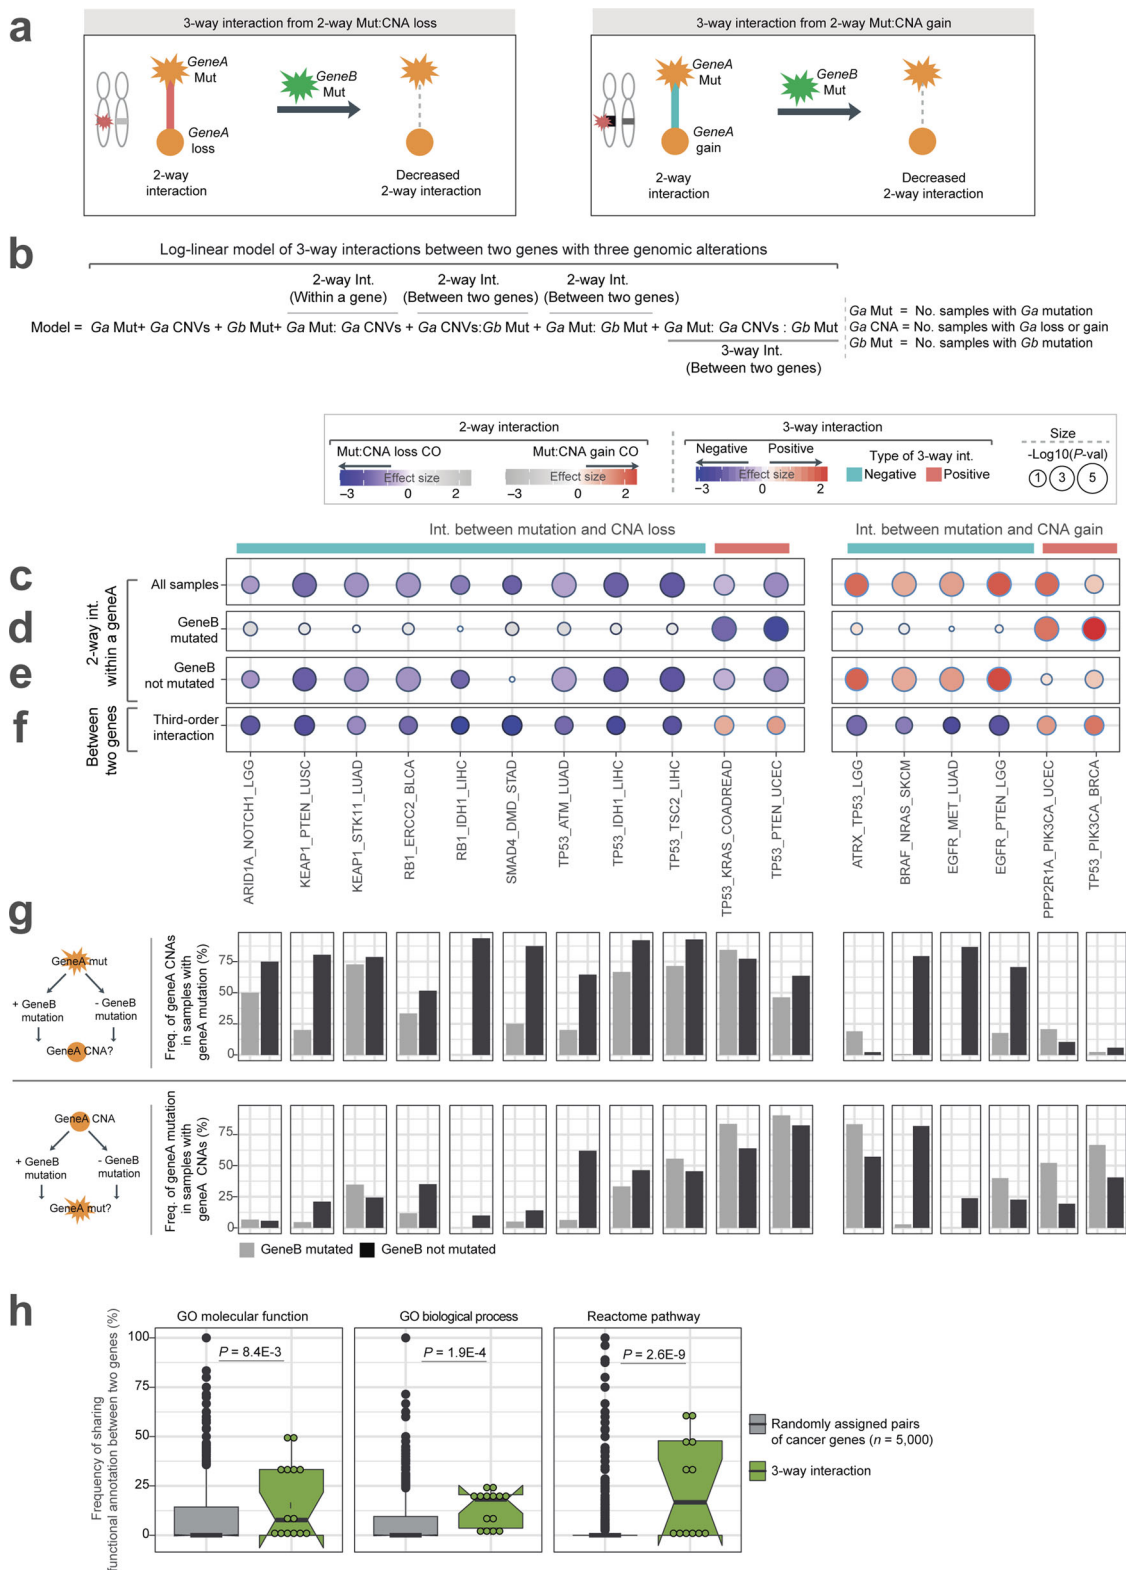 a
3-way interaction from 2-way Mut:CNA loss
3-way interaction from 2-way Mut:CNA gain
GeneA
Mut
GeneB
Mut
GeneA
loss
2-way
interaction
Decreased
2-way interaction
GeneA
Mut
GeneB
Mut
GeneA
gain
2-way
interaction
Decreased
2-way interaction
b
Log-linear model of 3-way interactions between two genes with three genomic alterations
2-way Int.
(Within a gene)
2-way Int.
(Between two genes)
2-way Int.
(Between two genes)
Model = Ga Mut+ Ga CNVs + Gb Mut+ Ga Mut: Ga CNVs + Ga CNVs:Gb Mut + Ga Mut: Gb Mut + Ga Mut: Ga CNVs : Gb Mut
3-way Int.
(Between two genes)
Ga Mut = No. samples with Ga mutation
Ga CNA = No. samples with Ga loss or gain
Gb Mut = No. samples with Gb mutation
2-way interaction
Mut:CNA loss CO
Mut:CNA gain CO
Effect size
−3 0 2
Effect size
−3 0 2
3-way interaction
Negative
Positive
Effect size
−3 0 2
Type of 3-way int.
Negative
Positive
Size
-Log10(P-val)
1 3 5
Int. between mutation and CNA loss
Int. between mutation and CNA gain
c
d
e
f
2-way int.
within a geneA
Between
two genes
All samples
GeneB
mutated
GeneB
not mutated
Third-order
interaction
ARID1A_NOTCH1_LGG
KEAP1_PTEN_LUSC
KEAP1_STK11_LUAD
RB1_ERCC2_BLCA
RB1_IDH1_LIHC
SMAD4_DMD_STAD
TP53_ATM_LUAD
TP53_IDH1_LIHC
TP53_TSC2_LIHC
TP53_KRAS_COADREAD
TP53_PTEN_UCEC
ATRX_TP53_LGG
BRAF_NRAS_SKCM
EGFR_MET_LUAD
EGFR_PTEN_LGG
PPP2R1A_PIK3CA_UCEC
TP53_PIK3CA_BRCA
g
GeneA mut
+ GeneB
mutation
- GeneB
mutation
GeneA CNA?
Freq. of geneA CNAs
in samples with
geneA mutation (%)
75
50
25
0
GeneA CNA
+ GeneB
mutation
- GeneB
mutation
GeneA mut?
Freq. of geneA mutation
in samples with
geneA CNAs (%)
75
50
25
0
GeneB mutated
GeneB not mutated
h
GO molecular function
GO biological process
Reactome pathway
Frequency of sharing
functional annotation between two genes (%)
100
75
50
25
0
P = 8.4E-3
P = 1.9E-4
P = 2.6E-9
Randomly assigned pairs
of cancer genes (n = 5,000)
3-way interaction